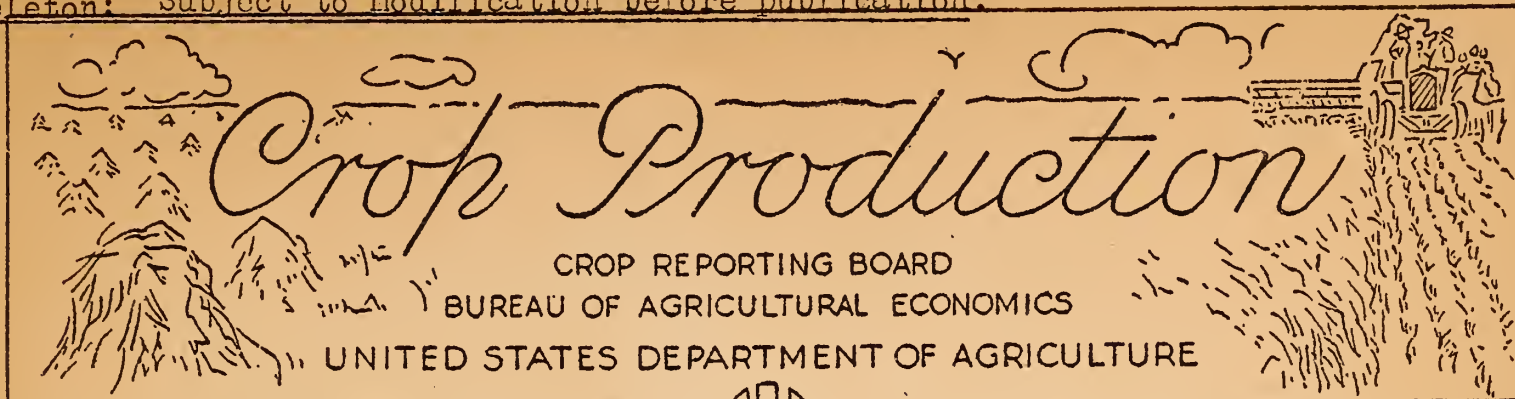 Subject to modification before publication.
Crop Production
CROP REPORTING BOARD
BUREAU OF AGRICULTURAL ECONOMICS
UNITED STATES DEPARTMENT OF AGRICULTURE